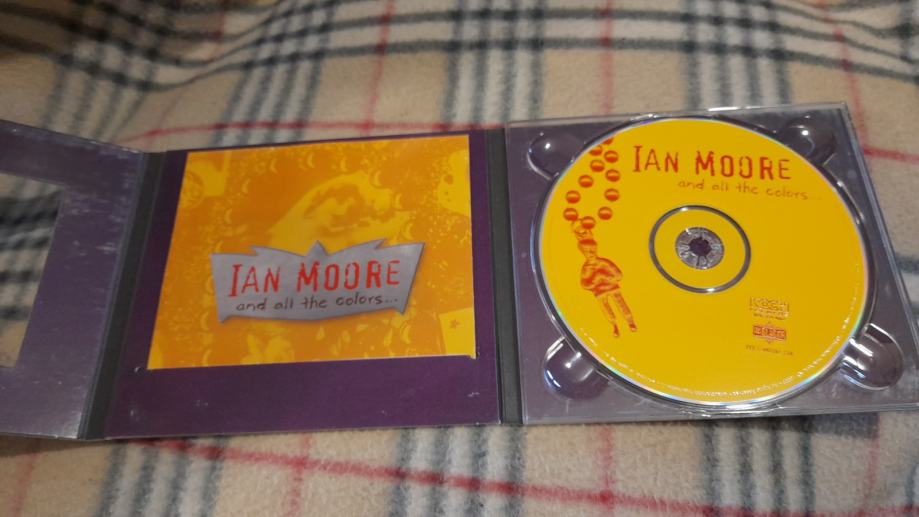 IAN MOORE
and all the colors...
IAN MOORE
and all the colors...